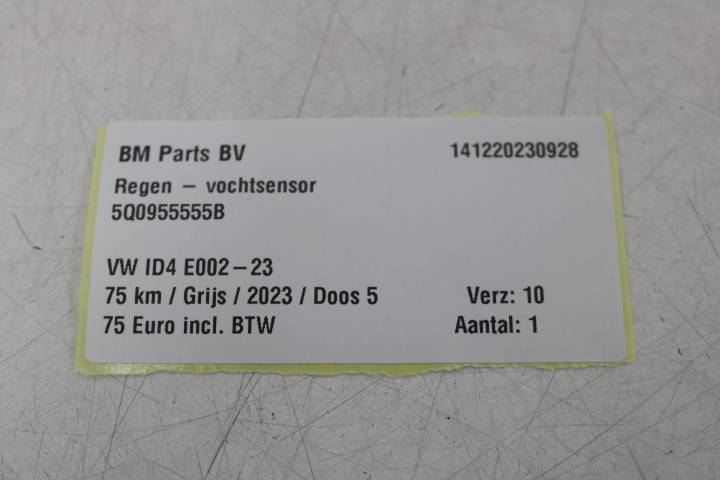 BM Parts BV 141220230928
Regen – vochtsensor
5Q0955555B
VW ID4 E002–23
75 km / Grijs / 2023 / Doos 5 Verz: 10
75 Euro incl. BTW Aantal: 1